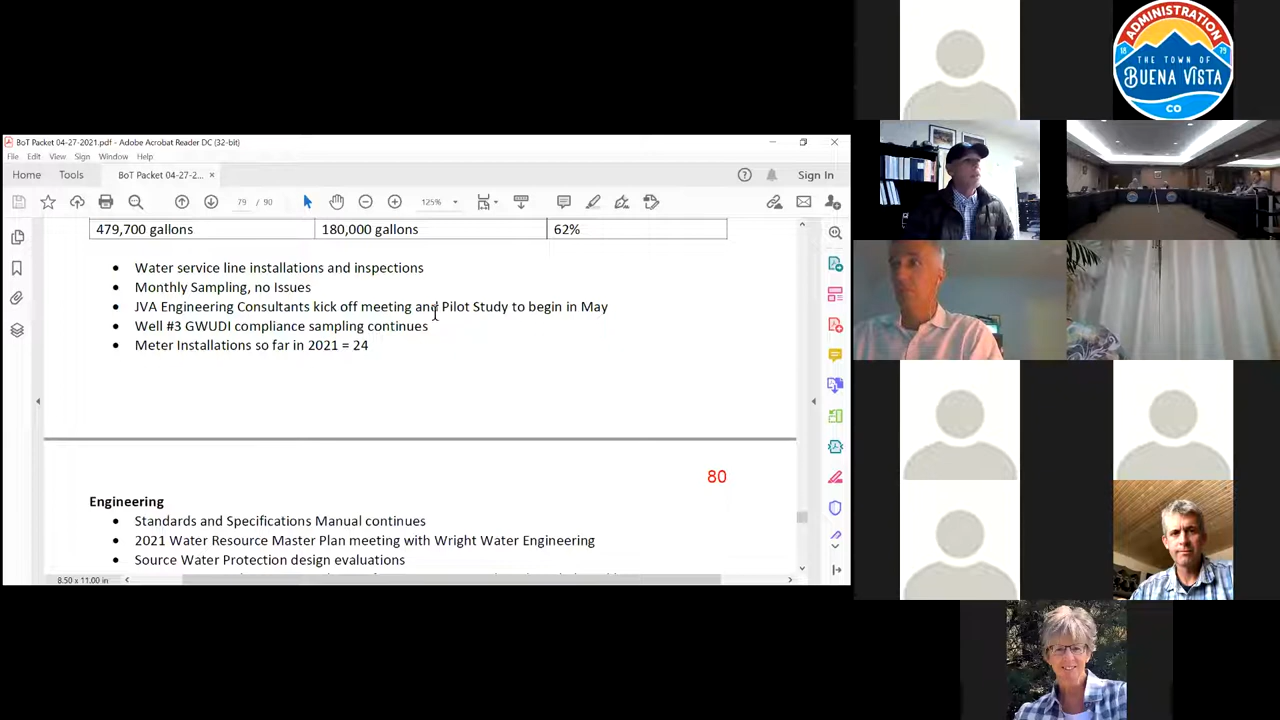 BoT Packet 04-27-2021.pdf - Adobe Acrobat Reader DC (32-bit)
File Edit View Sign Window Help
Home Tools BoT Packet 04-27-2... × Sign In
79 / 90 125%
479,700 gallons 180,000 gallons 62%
• Water service line installations and inspections
• Monthly Sampling, no Issues
• JVA Engineering Consultants kick off meeting and Pilot Study to begin in May
• Well #3 GWUDI compliance sampling continues
• Meter Installations so far in 2021 = 24
80
Engineering
• Standards and Specifications Manual continues
• 2021 Water Resource Master Plan meeting with Wright Water Engineering
• Source Water Protection design evaluations
8.50 x 11.00 in
ADMINISTRATION
18 79
THE TOWN OF
BUENA VISTA
CO